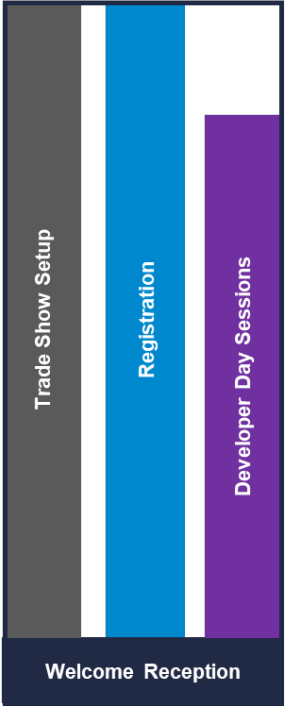 Trade Show Setup
Registration
Developer Day Sessions
Welcome Reception